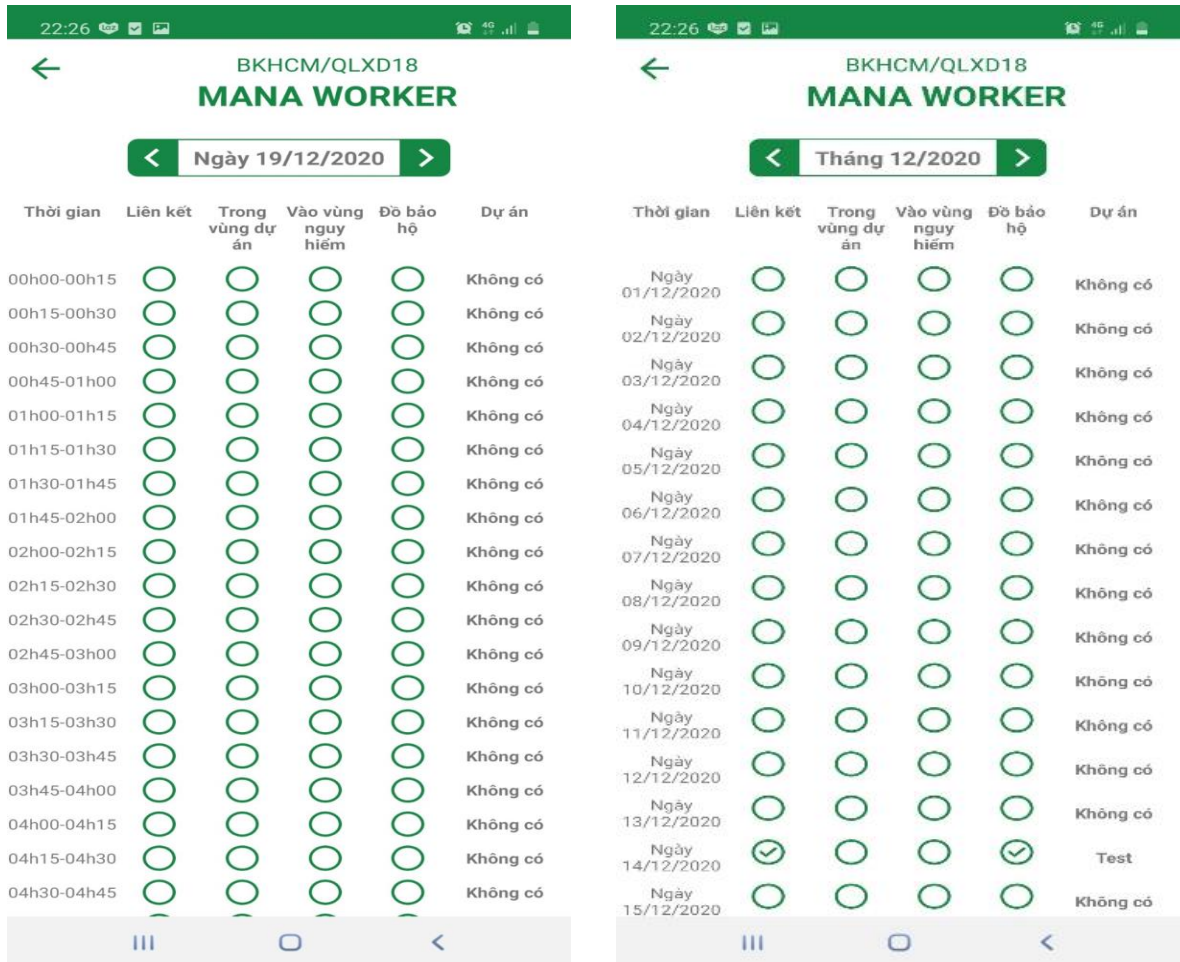 22:26
4G
BKHCM/QLXD18
MANA WORKER
Ngày 19/12/2020
Thời gian Liên kết Trong vùng dự án Vào vùng nguy hiểm Đồ bảo hộ Dự án
00h00-00h15 Không có
00h15-00h30 Không có
00h30-00h45 Không có
00h45-01h00 Không có
01h00-01h15 Không có
01h15-01h30 Không có
01h30-01h45 Không có
01h45-02h00 Không có
02h00-02h15 Không có
02h15-02h30 Không có
02h30-02h45 Không có
02h45-03h00 Không có
03h00-03h15 Không có
03h15-03h30 Không có
03h30-03h45 Không có
03h45-04h00 Không có
04h00-04h15 Không có
04h15-04h30 Không có
04h30-04h45 Không có
22:26
4G
BKHCM/QLXD18
MANA WORKER
Tháng 12/2020
Thời gian Liên kết Trong vùng dự án Vào vùng nguy hiểm Đồ bảo hộ Dự án
Ngày 01/12/2020 Không có
Ngày 02/12/2020 Không có
Ngày 03/12/2020 Không có
Ngày 04/12/2020 Không có
Ngày 05/12/2020 Không có
Ngày 06/12/2020 Không có
Ngày 07/12/2020 Không có
Ngày 08/12/2020 Không có
Ngày 09/12/2020 Không có
Ngày 10/12/2020 Không có
Ngày 11/12/2020 Không có
Ngày 12/12/2020 Không có
Ngày 13/12/2020 Không có
Ngày 14/12/2020 Test
Ngày 15/12/2020 Không có